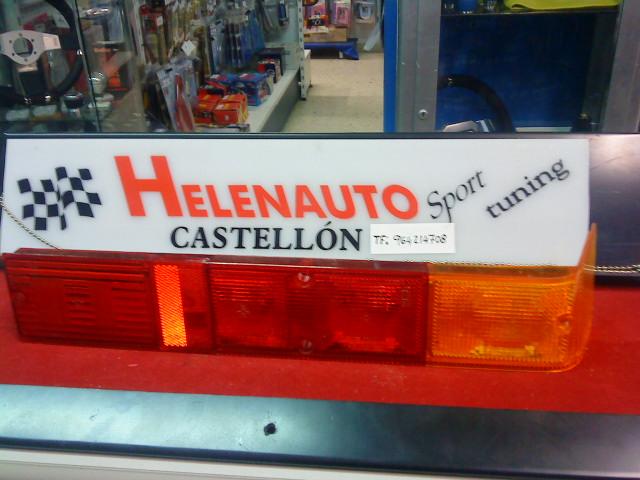 HELENAUTO Sport tuning
CASTELLÓN TF: 964214708